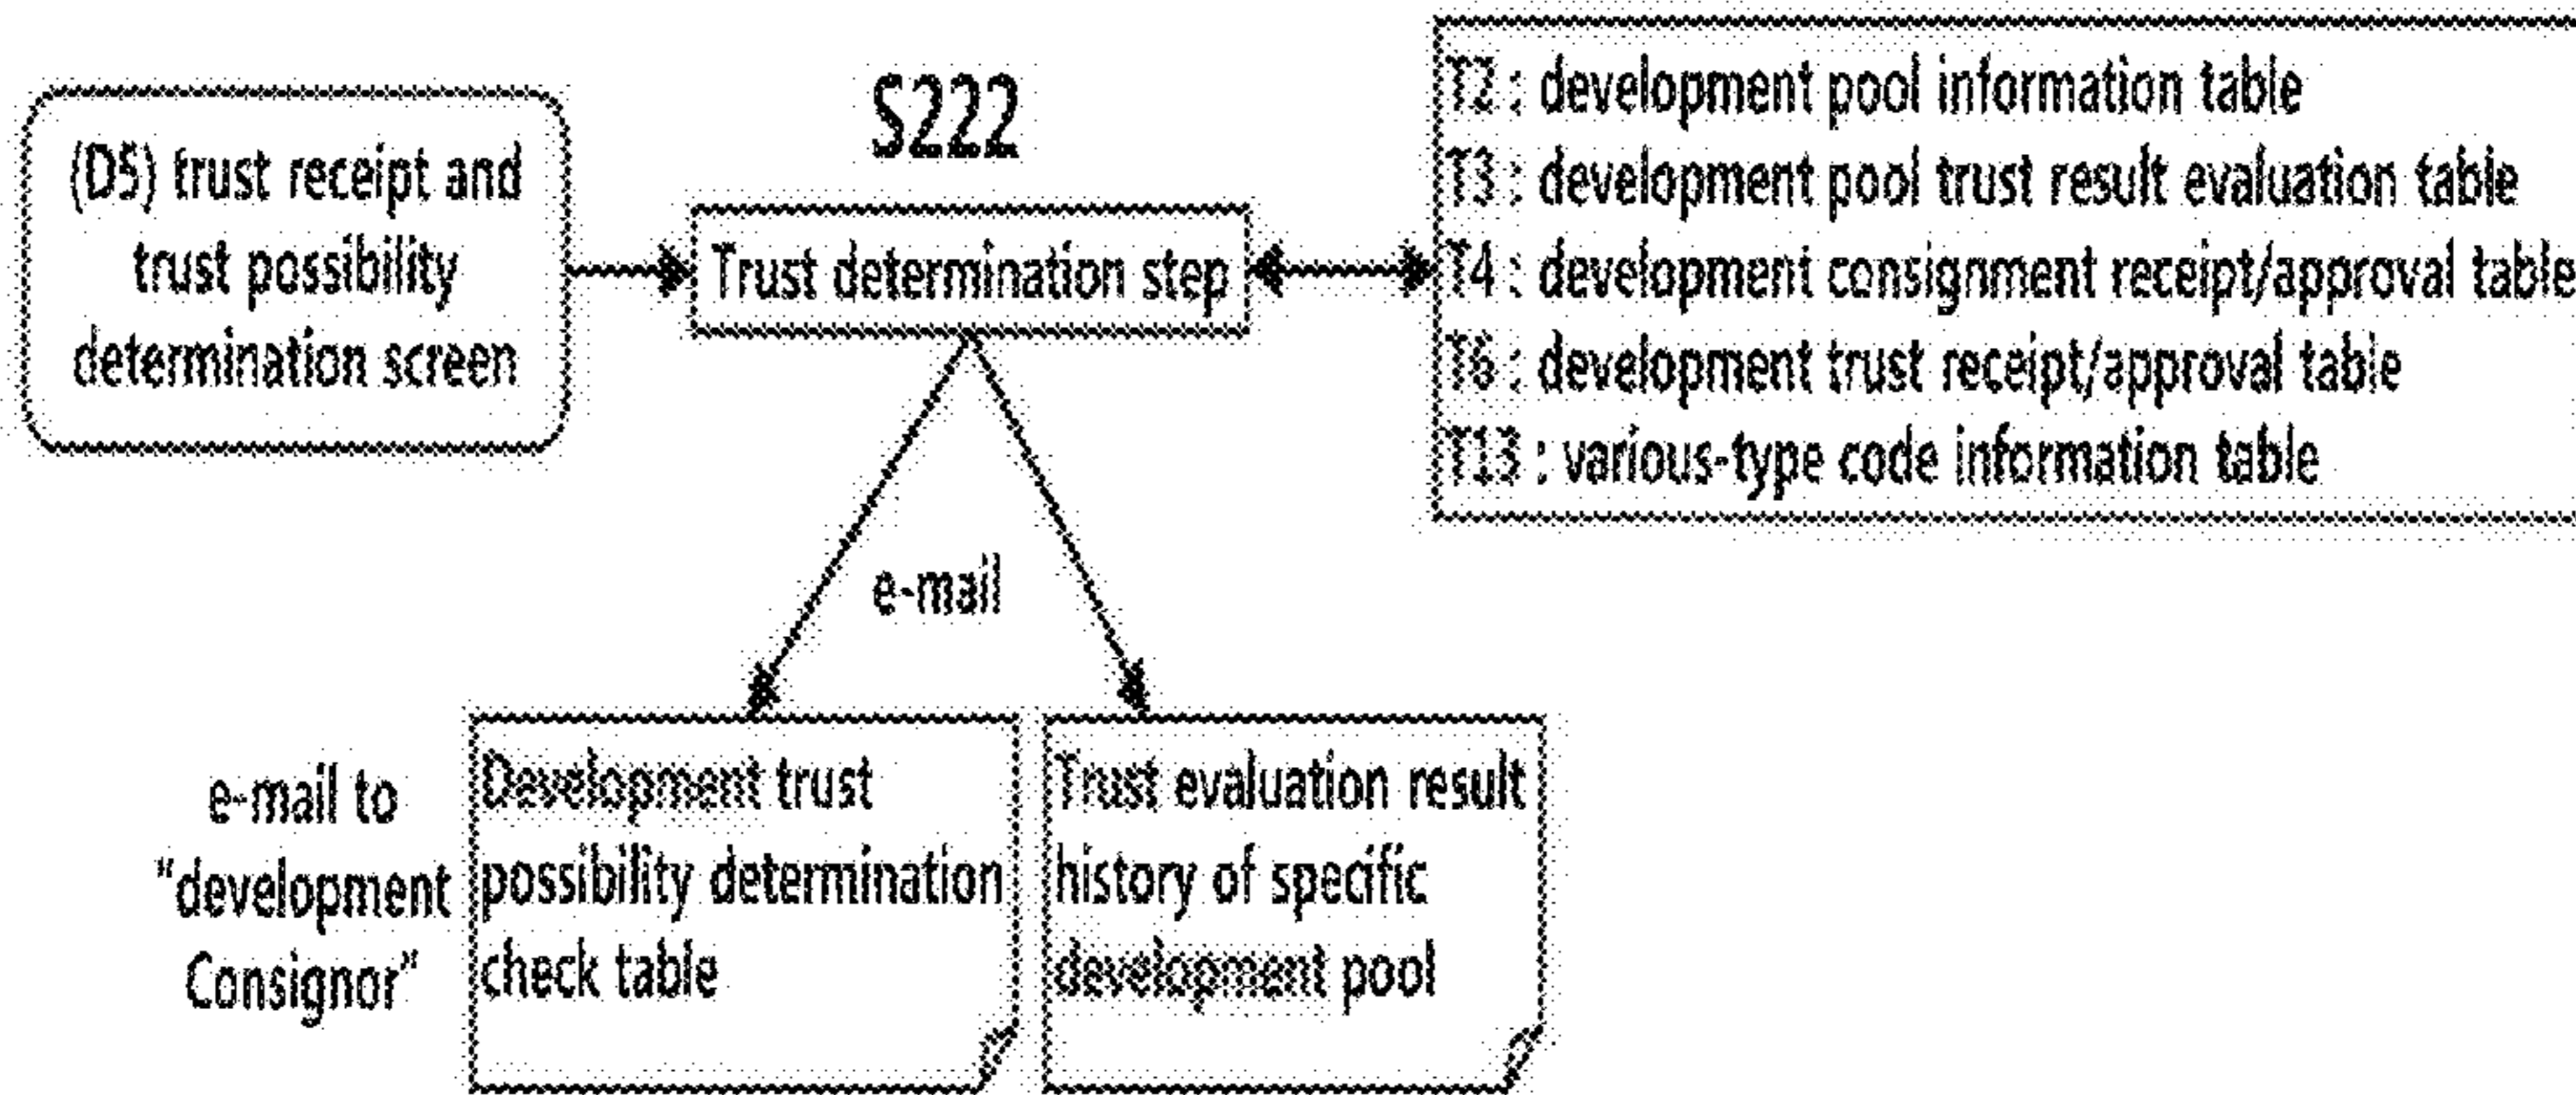 (D5) trust receipt and
trust possibility
determination screen
S222
Trust determination step
T2 : development pool information table
T3 : development pool trust result evaluation table
T4 : development consignment receipt/approval table
T6 : development trust receipt/approval table
T13 : various-type code information table
e-mail
e-mail to
"development
Consignor"
Development trust
possibility determination
check table
Trust evaluation result
history of specific
development pool